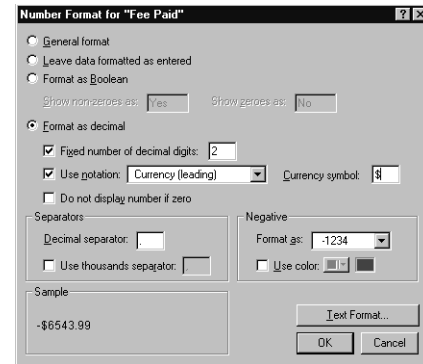 Number Format for "Fee Paid"
General format
Leave data formatted as entered
Format as Boolean
Show non-zeroes as: Yes Show zeroes as: No
Format as decimal
Fixed number of decimal digits: 2
Use notation: Currency (leading) Currency symbol: $
Do not display number if zero
Separators
Decimal separator: .
Use thousands separator: ,
Negative
Format as: -1234
Use color:
Sample
-$6543.99
Text Format...
OK Cancel